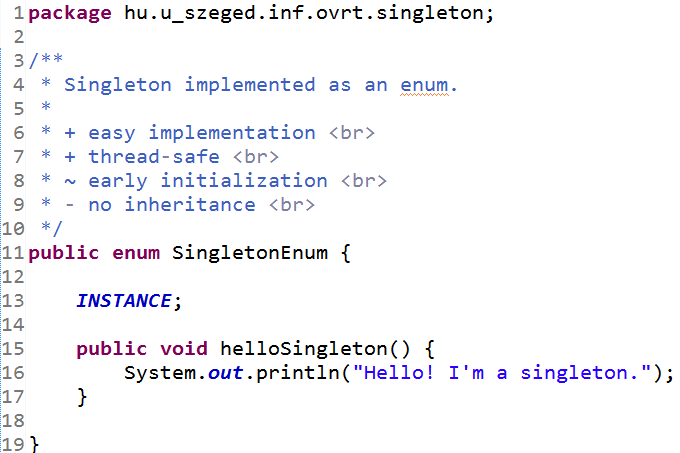 1 package hu.u_szeged.inf.ovrt.singleton;
2
3 /**
4  * Singleton implemented as an enum.
5  *
6  * + easy implementation <br>
7  * + thread-safe <br>
8  * ~ early initialization <br>
9  * - no inheritance <br>
10  */
11 public enum SingletonEnum {
12
13     INSTANCE;
14
15     public void helloSingleton() {
16         System.out.println("Hello! I'm a singleton.");
17     }
18
19 }